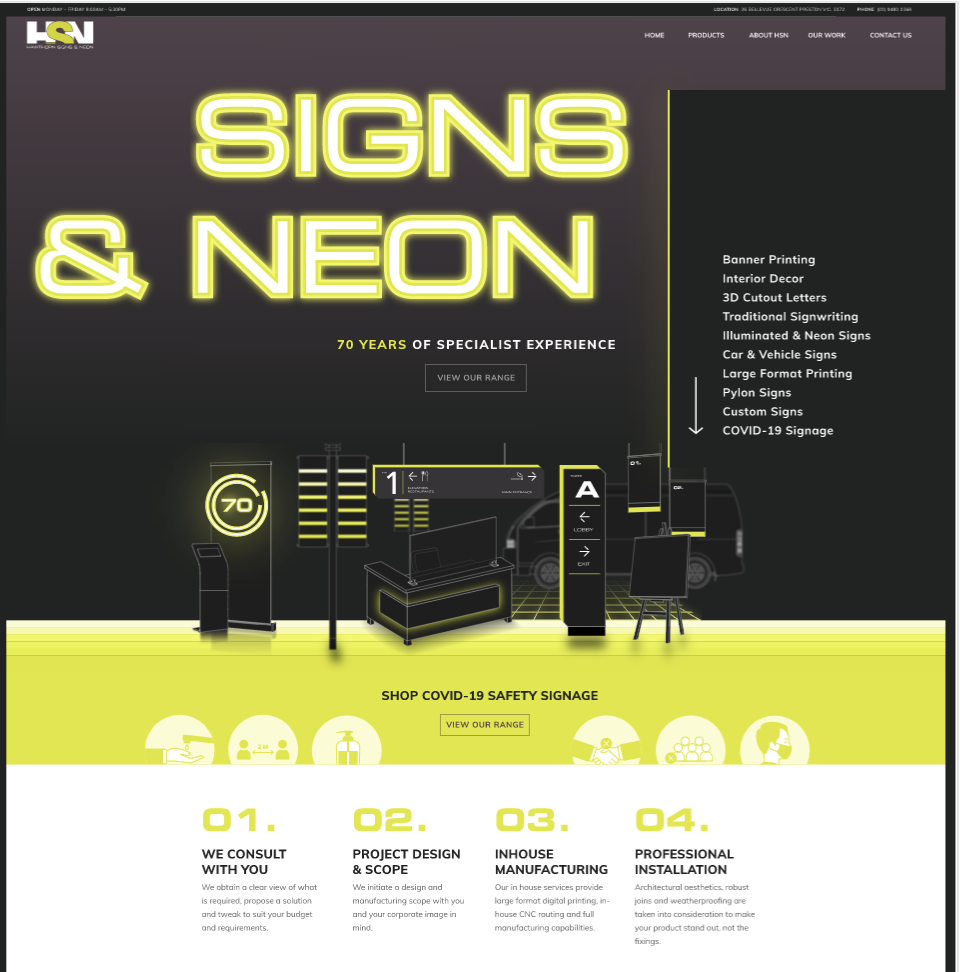 OPEN MONDAY – FRIDAY 9.00AM – 5.30PM
LOCATION
PHONE
HSN
HAWTHORN SIGNS & NEON
HOME PRODUCTS ABOUT HSN OUR WORK CONTACT US
SIGNS
& NEON
70 YEARS OF SPECIALIST EXPERIENCE
VIEW OUR RANGE
Banner Printing
Interior Decor
3D Cutout Letters
Traditional Signwriting
Illuminated & Neon Signs
Car & Vehicle Signs
Large Format Printing
Pylon Signs
Custom Signs
COVID-19 Signage
70
1
A
LOBBY
EXIT
01.
02.
SHOP COVID-19 SAFETY SIGNAGE
VIEW OUR RANGE
2M
01.
WE CONSULT
WITH YOU
We obtain a clear view of what
is required, propose a solution
and tweak to suit your budget
and requirements.
02.
PROJECT DESIGN
& SCOPE
We initiate a design and
manufacturing scope with you
and your corporate image in
mind.
03.
INHOUSE
MANUFACTURING
Our in house services provide
large format digital printing, in-
house CNC routing and full
manufacturing capabilities.
04.
PROFESSIONAL
INSTALLATION
Architectural aesthetics, robust
joins and weatherproofing are
taken into consideration to make
your product stand out, not the
fixings.